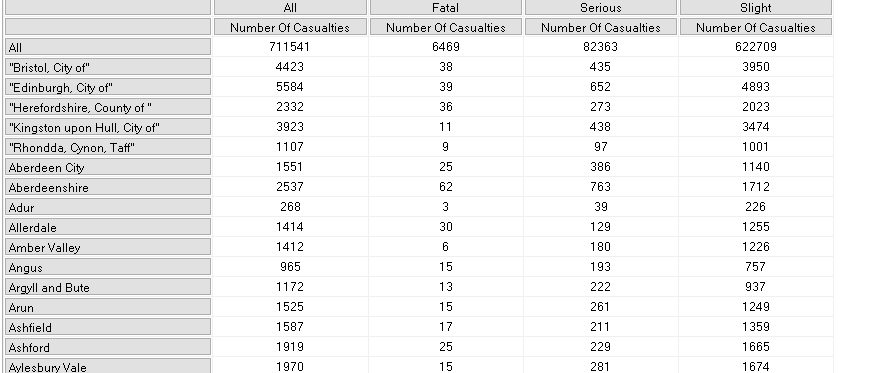 All Fatal Serious Slight
Number Of Casualties Number Of Casualties Number Of Casualties Number Of Casualties
All 711541 6469 82363 622709
"Bristol, City of" 4423 38 435 3950
"Edinburgh, City of" 5584 39 652 4893
"Herefordshire, County of " 2332 36 273 2023
"Kingston upon Hull, City of" 3923 11 438 3474
"Rhondda, Cynon, Taff" 1107 9 97 1001
Aberdeen City 1551 25 386 1140
Aberdeenshire 2537 62 763 1712
Adur 268 3 39 226
Allerdale 1414 30 129 1255
Amber Valley 1412 6 180 1226
Angus 965 15 193 757
Argyll and Bute 1172 13 222 937
Arun 1525 15 261 1249
Ashfield 1587 17 211 1359
Ashford 1919 25 229 1665
Aylesbury Vale 1970 15 281 1674